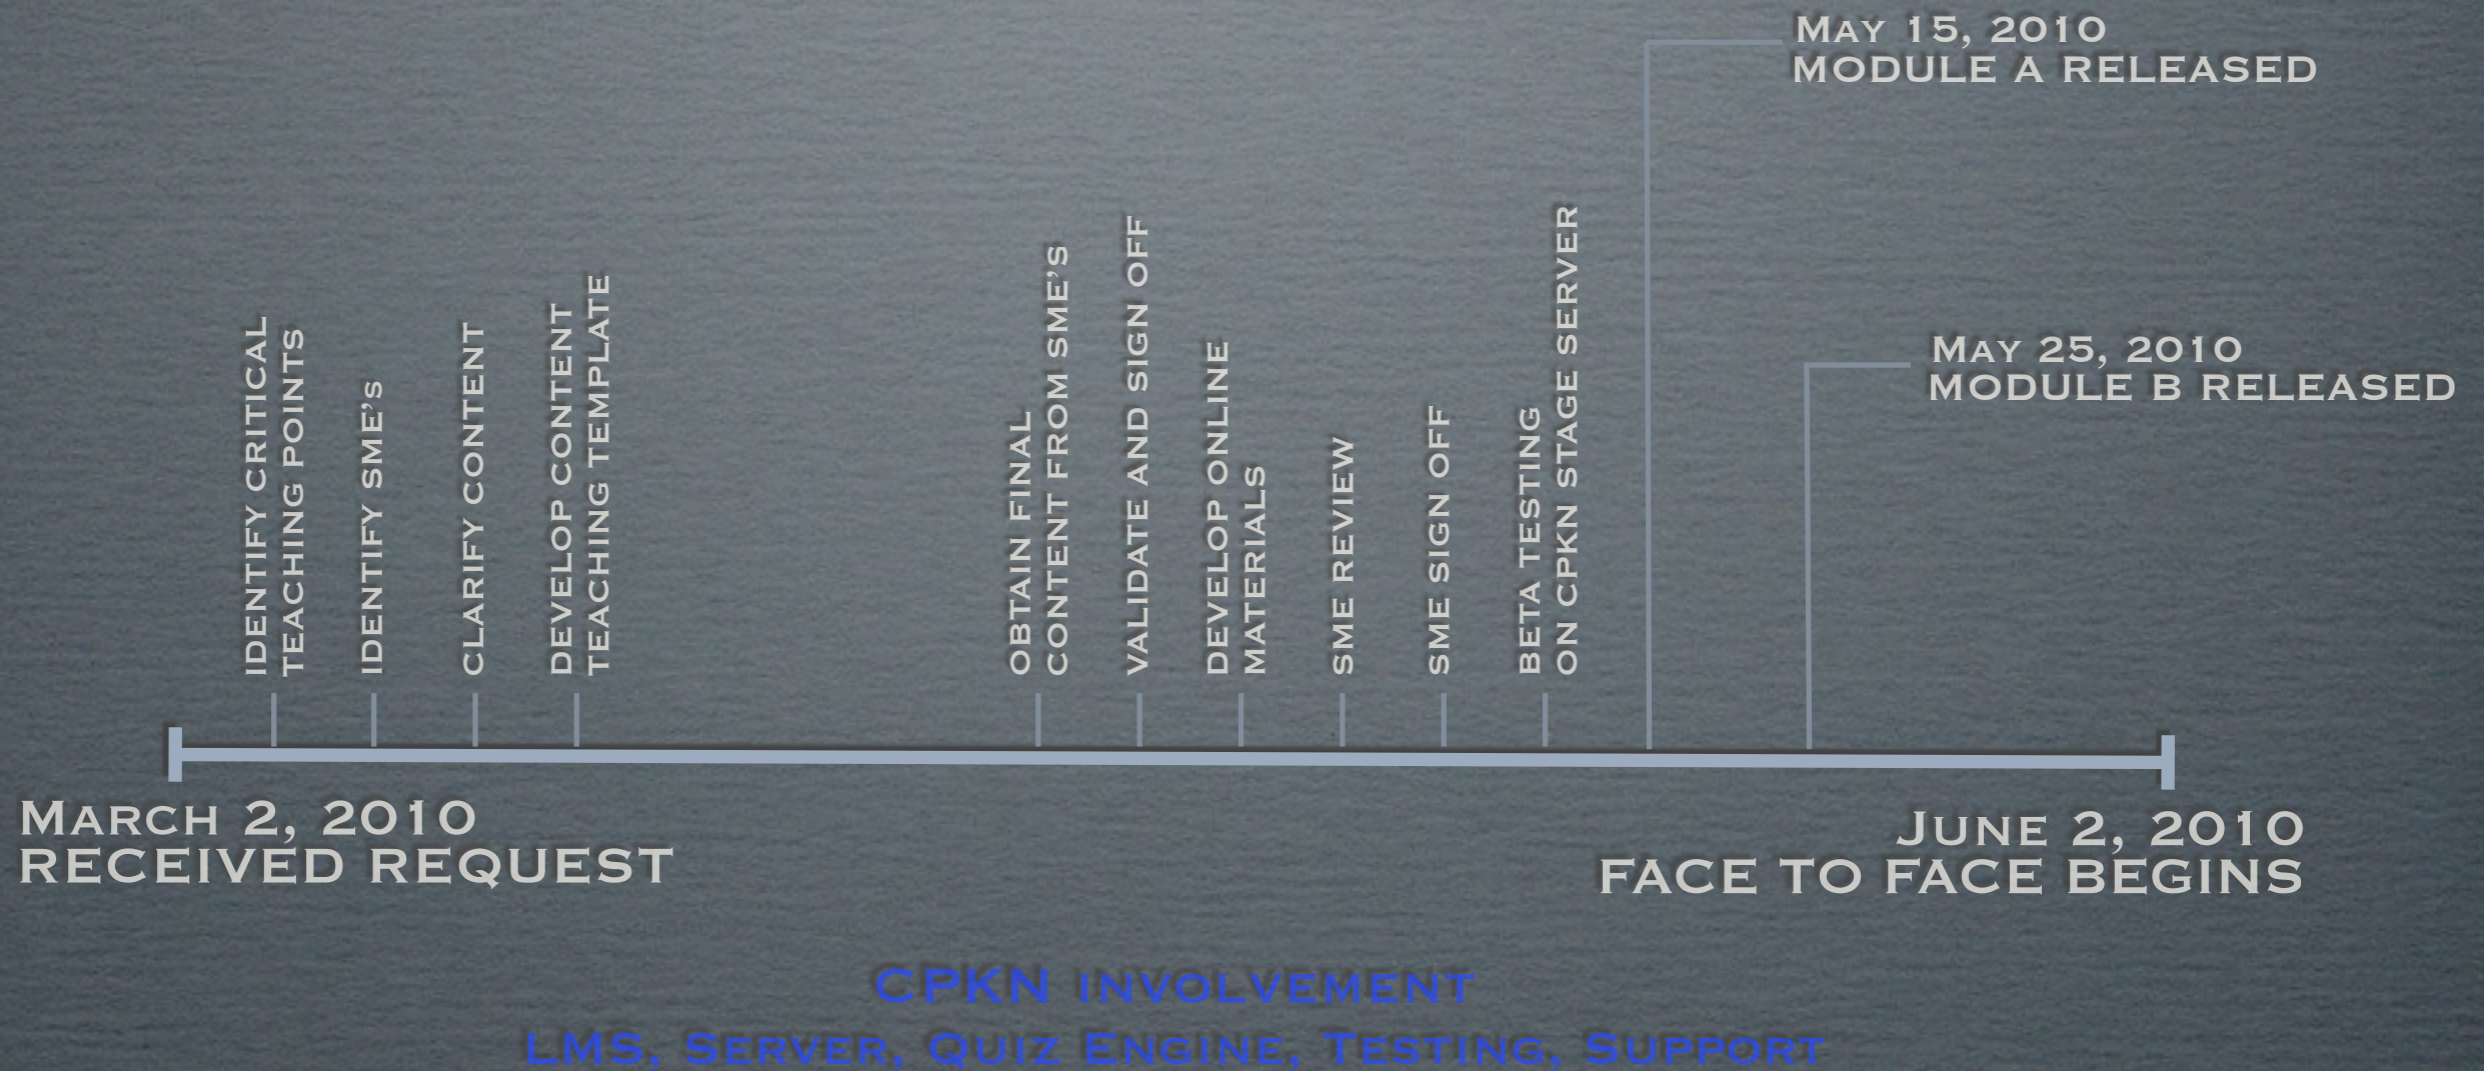 May 15, 2010
MODULE A RELEASED
May 25, 2010
MODULE B RELEASED
IDENTIFY CRITICAL
TEACHING POINTS
IDENTIFY SME's
CLARIFY CONTENT
DEVELOP CONTENT
TEACHING TEMPLATE
OBTAIN FINAL
CONTENT FROM SME'S
VALIDATE AND SIGN OFF
DEVELOP ONLINE
MATERIALS
SME REVIEW
SME SIGN OFF
BETA TESTING
ON CPKN STAGE SERVER
March 2, 2010
RECEIVED REQUEST
June 2, 2010
FACE TO FACE BEGINS
CPKN involvement
LMS, Server, Quiz Engine, Testing, Support